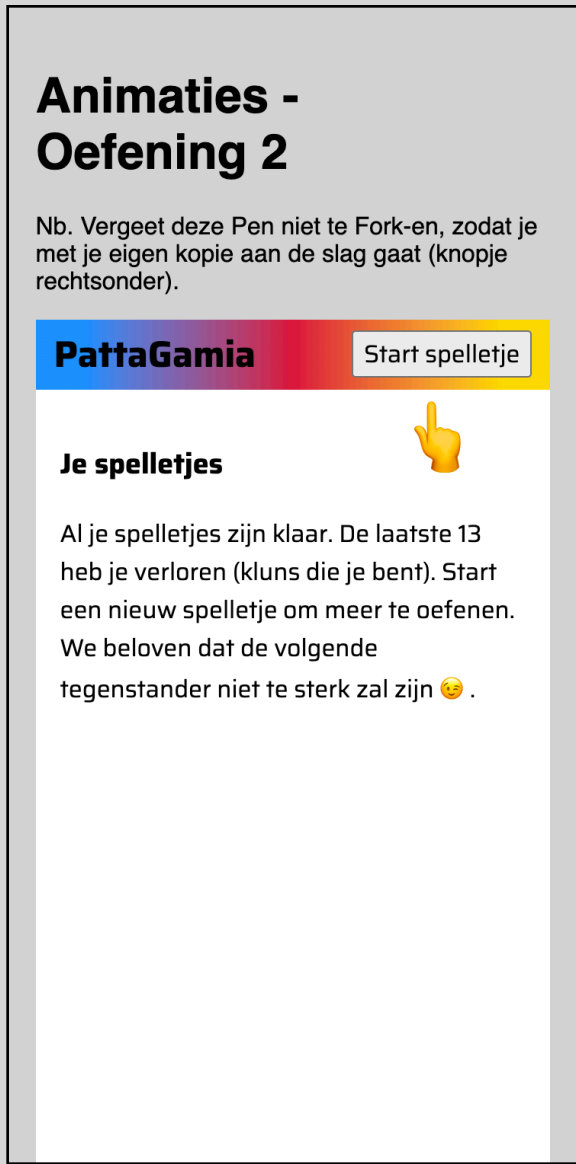 Animaties -
Oefening 2
Nb. Vergeet deze Pen niet te Fork-en, zodat je
met je eigen kopie aan de slag gaat (knopje
rechtsonder).
PattaGamia
Start spelletje
Je spelletjes
Al je spelletjes zijn klaar. De laatste 13
heb je verloren (kluns die je bent). Start
een nieuw spelletje om meer te oefenen.
We beloven dat de volgende
tegenstander niet te sterk zal zijn 😉 .